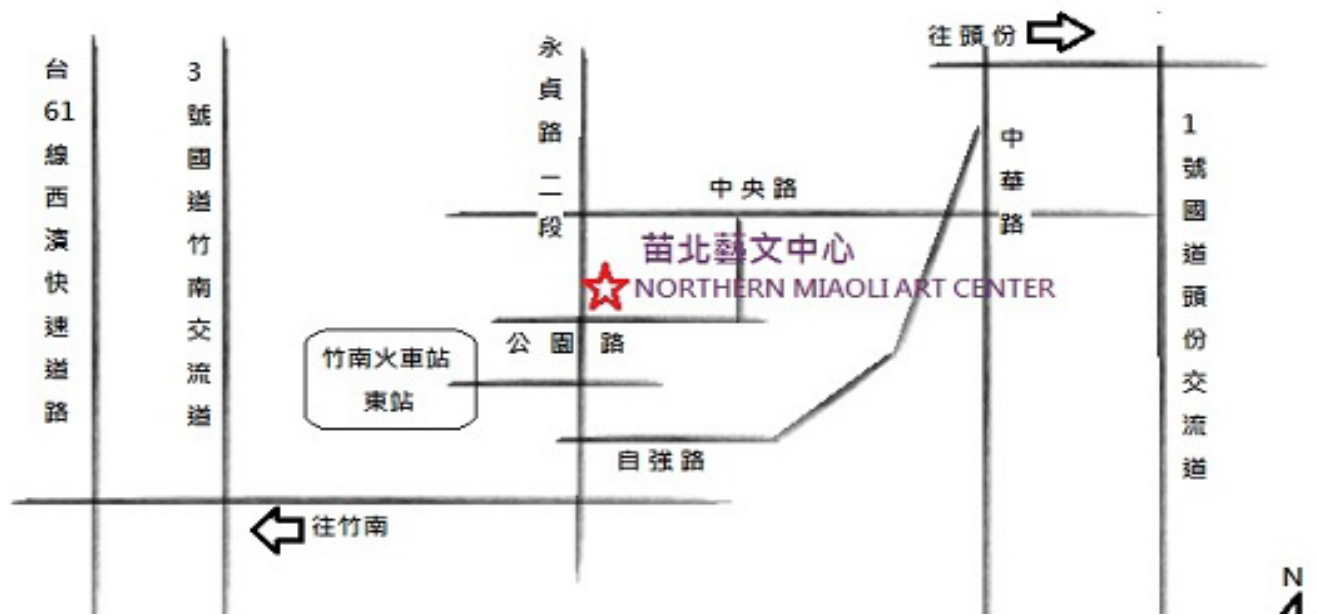 往頭份
台61線西濱快速道路
3號國道竹南交流道
永貞路二段
中華路
1號國道頭份交流道
中央路
苗北藝文中心
NORTHERN MIAOLI ART CENTER
公園路
竹南火車站
東站
自強路
往竹南
N